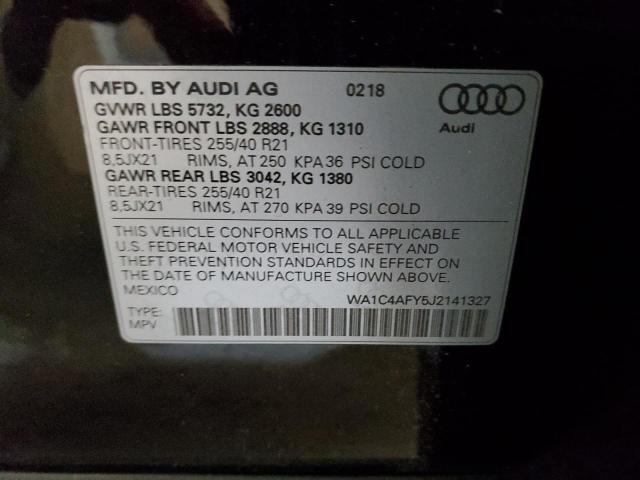 MFD. BY AUDI AG 0218
GVWR LBS 5732, KG 2600
GAWR FRONT LBS 2888, KG 1310
FRONT-TIRES 255/40 R21
8,5JX21 RIMS, AT 250 KPA 36 PSI COLD
GAWR REAR LBS 3042, KG 1380
REAR-TIRES 255/40 R21
8,5JX21 RIMS, AT 270 KPA 39 PSI COLD
Audi
THIS VEHICLE CONFORMS TO ALL APPLICABLE
U.S. FEDERAL MOTOR VEHICLE SAFETY AND
THEFT PREVENTION STANDARDS IN EFFECT ON
THE DATE OF MANUFACTURE SHOWN ABOVE.
MEXICO
WA1C4AFY5J2141327
TYPE:
MPV